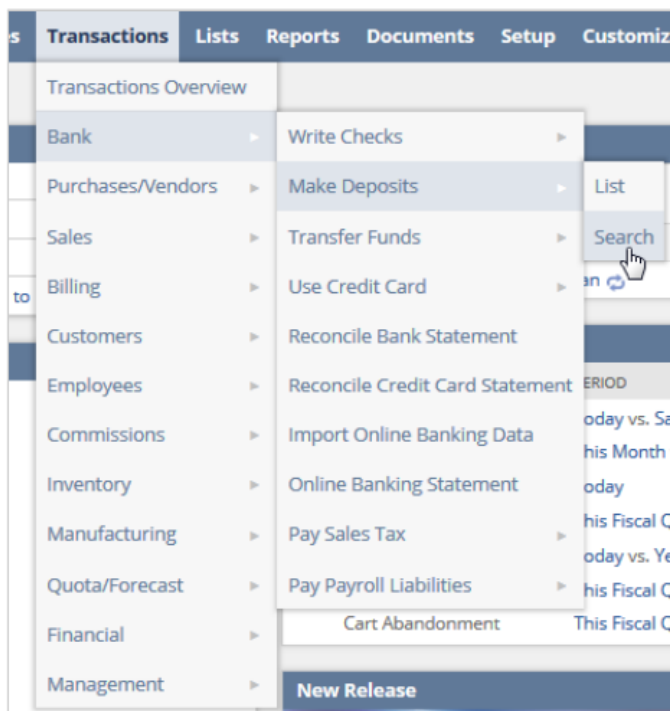 Transactions Lists Reports Documents Setup
Transactions Overview
Bank
Purchases/Vendors
Sales
Billing
Customers
Employees
Commissions
Inventory
Manufacturing
Quota/Forecast
Financial
Management
Write Checks
Make Deposits
Transfer Funds
Use Credit Card
Reconcile Bank Statement
Reconcile Credit Card Statement
Import Online Banking Data
Online Banking Statement
Pay Sales Tax
Pay Payroll Liabilities
List
Search
to
vs.
This Fiscal
Cart Abandonment
New Release